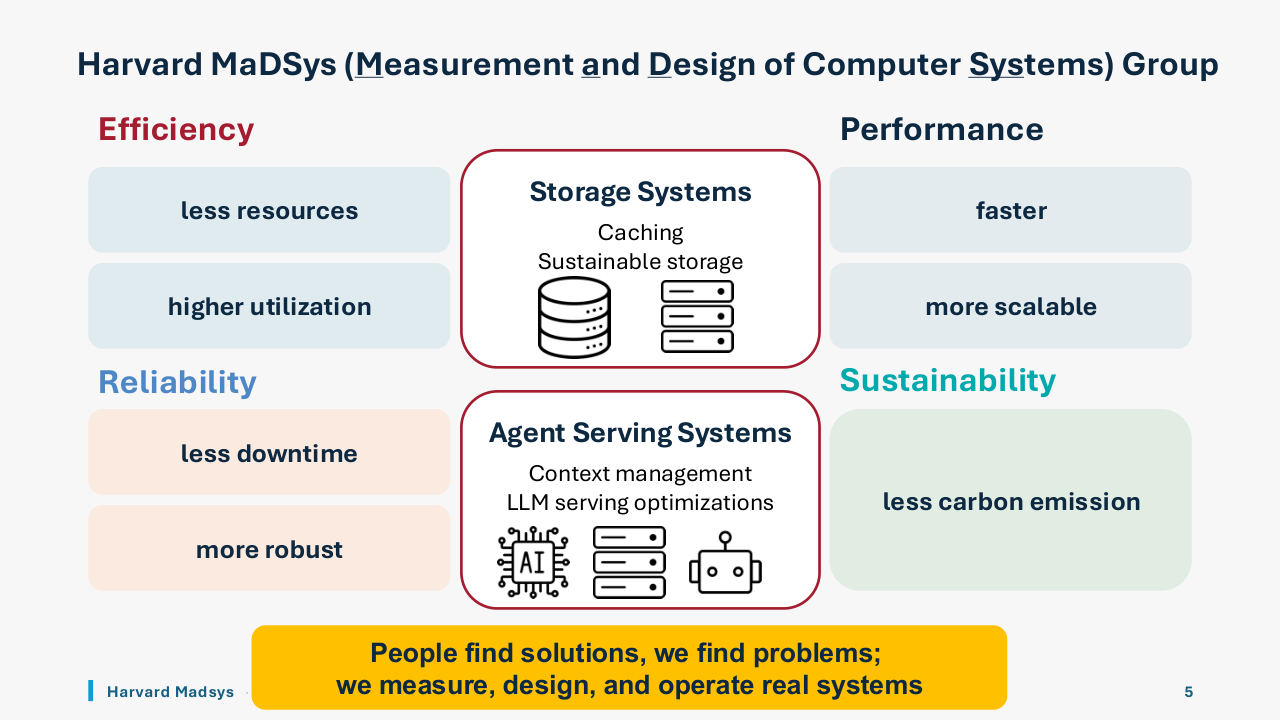 Harvard MaDSys (Measurement and Design of Computer Systems) Group
Efficiency
less resources
higher utilization
Reliability
less downtime
more robust
Storage Systems
Caching
Sustainable storage
Agent Serving Systems
Context management
LLM serving optimizations
AI
Performance
faster
more scalable
Sustainability
less carbon emission
People find solutions, we find problems;
we measure, design, and operate real systems
Harvard Madsys ·
5